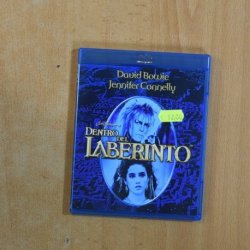 David Bowie
Jennifer Connelly
DENTRO DEL
LABERINTO